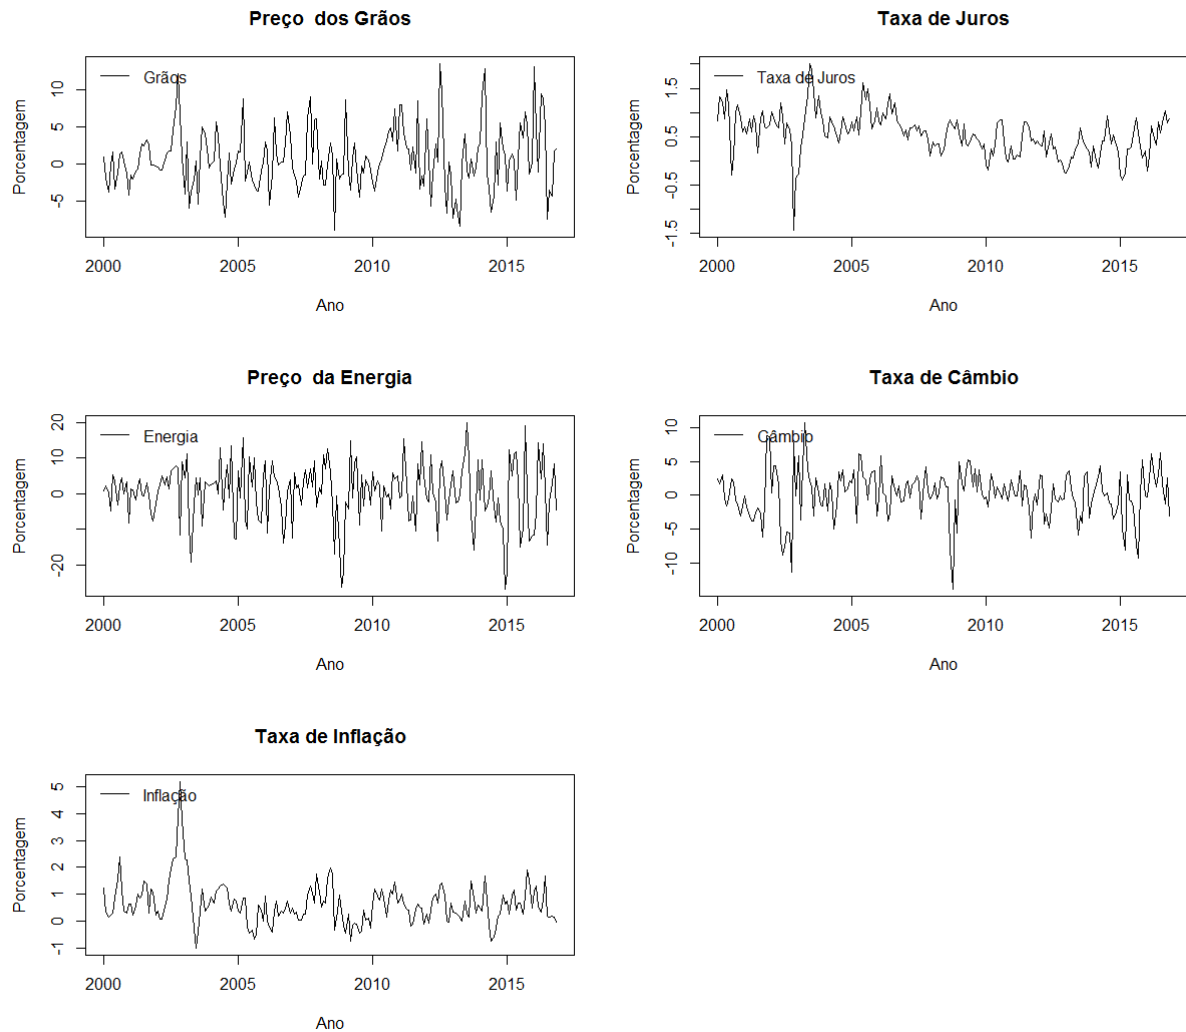 Preço  dos Grãos
Grãos
Porcentagem
10
5
0
-5
2000 2005 2010 2015
Ano
Taxa de Juros
Taxa de Juros
Porcentagem
1.5
0.5
-0.5
-1.5
2000 2005 2010 2015
Ano
Preço  da Energia
Energia
Porcentagem
20
10
0
-20
2000 2005 2010 2015
Ano
Taxa de Câmbio
Câmbio
Porcentagem
10
5
0
-10
2000 2005 2010 2015
Ano
Taxa de Inflação
Inflação
Porcentagem
5
4
3
2
1
0
-1
2000 2005 2010 2015
Ano